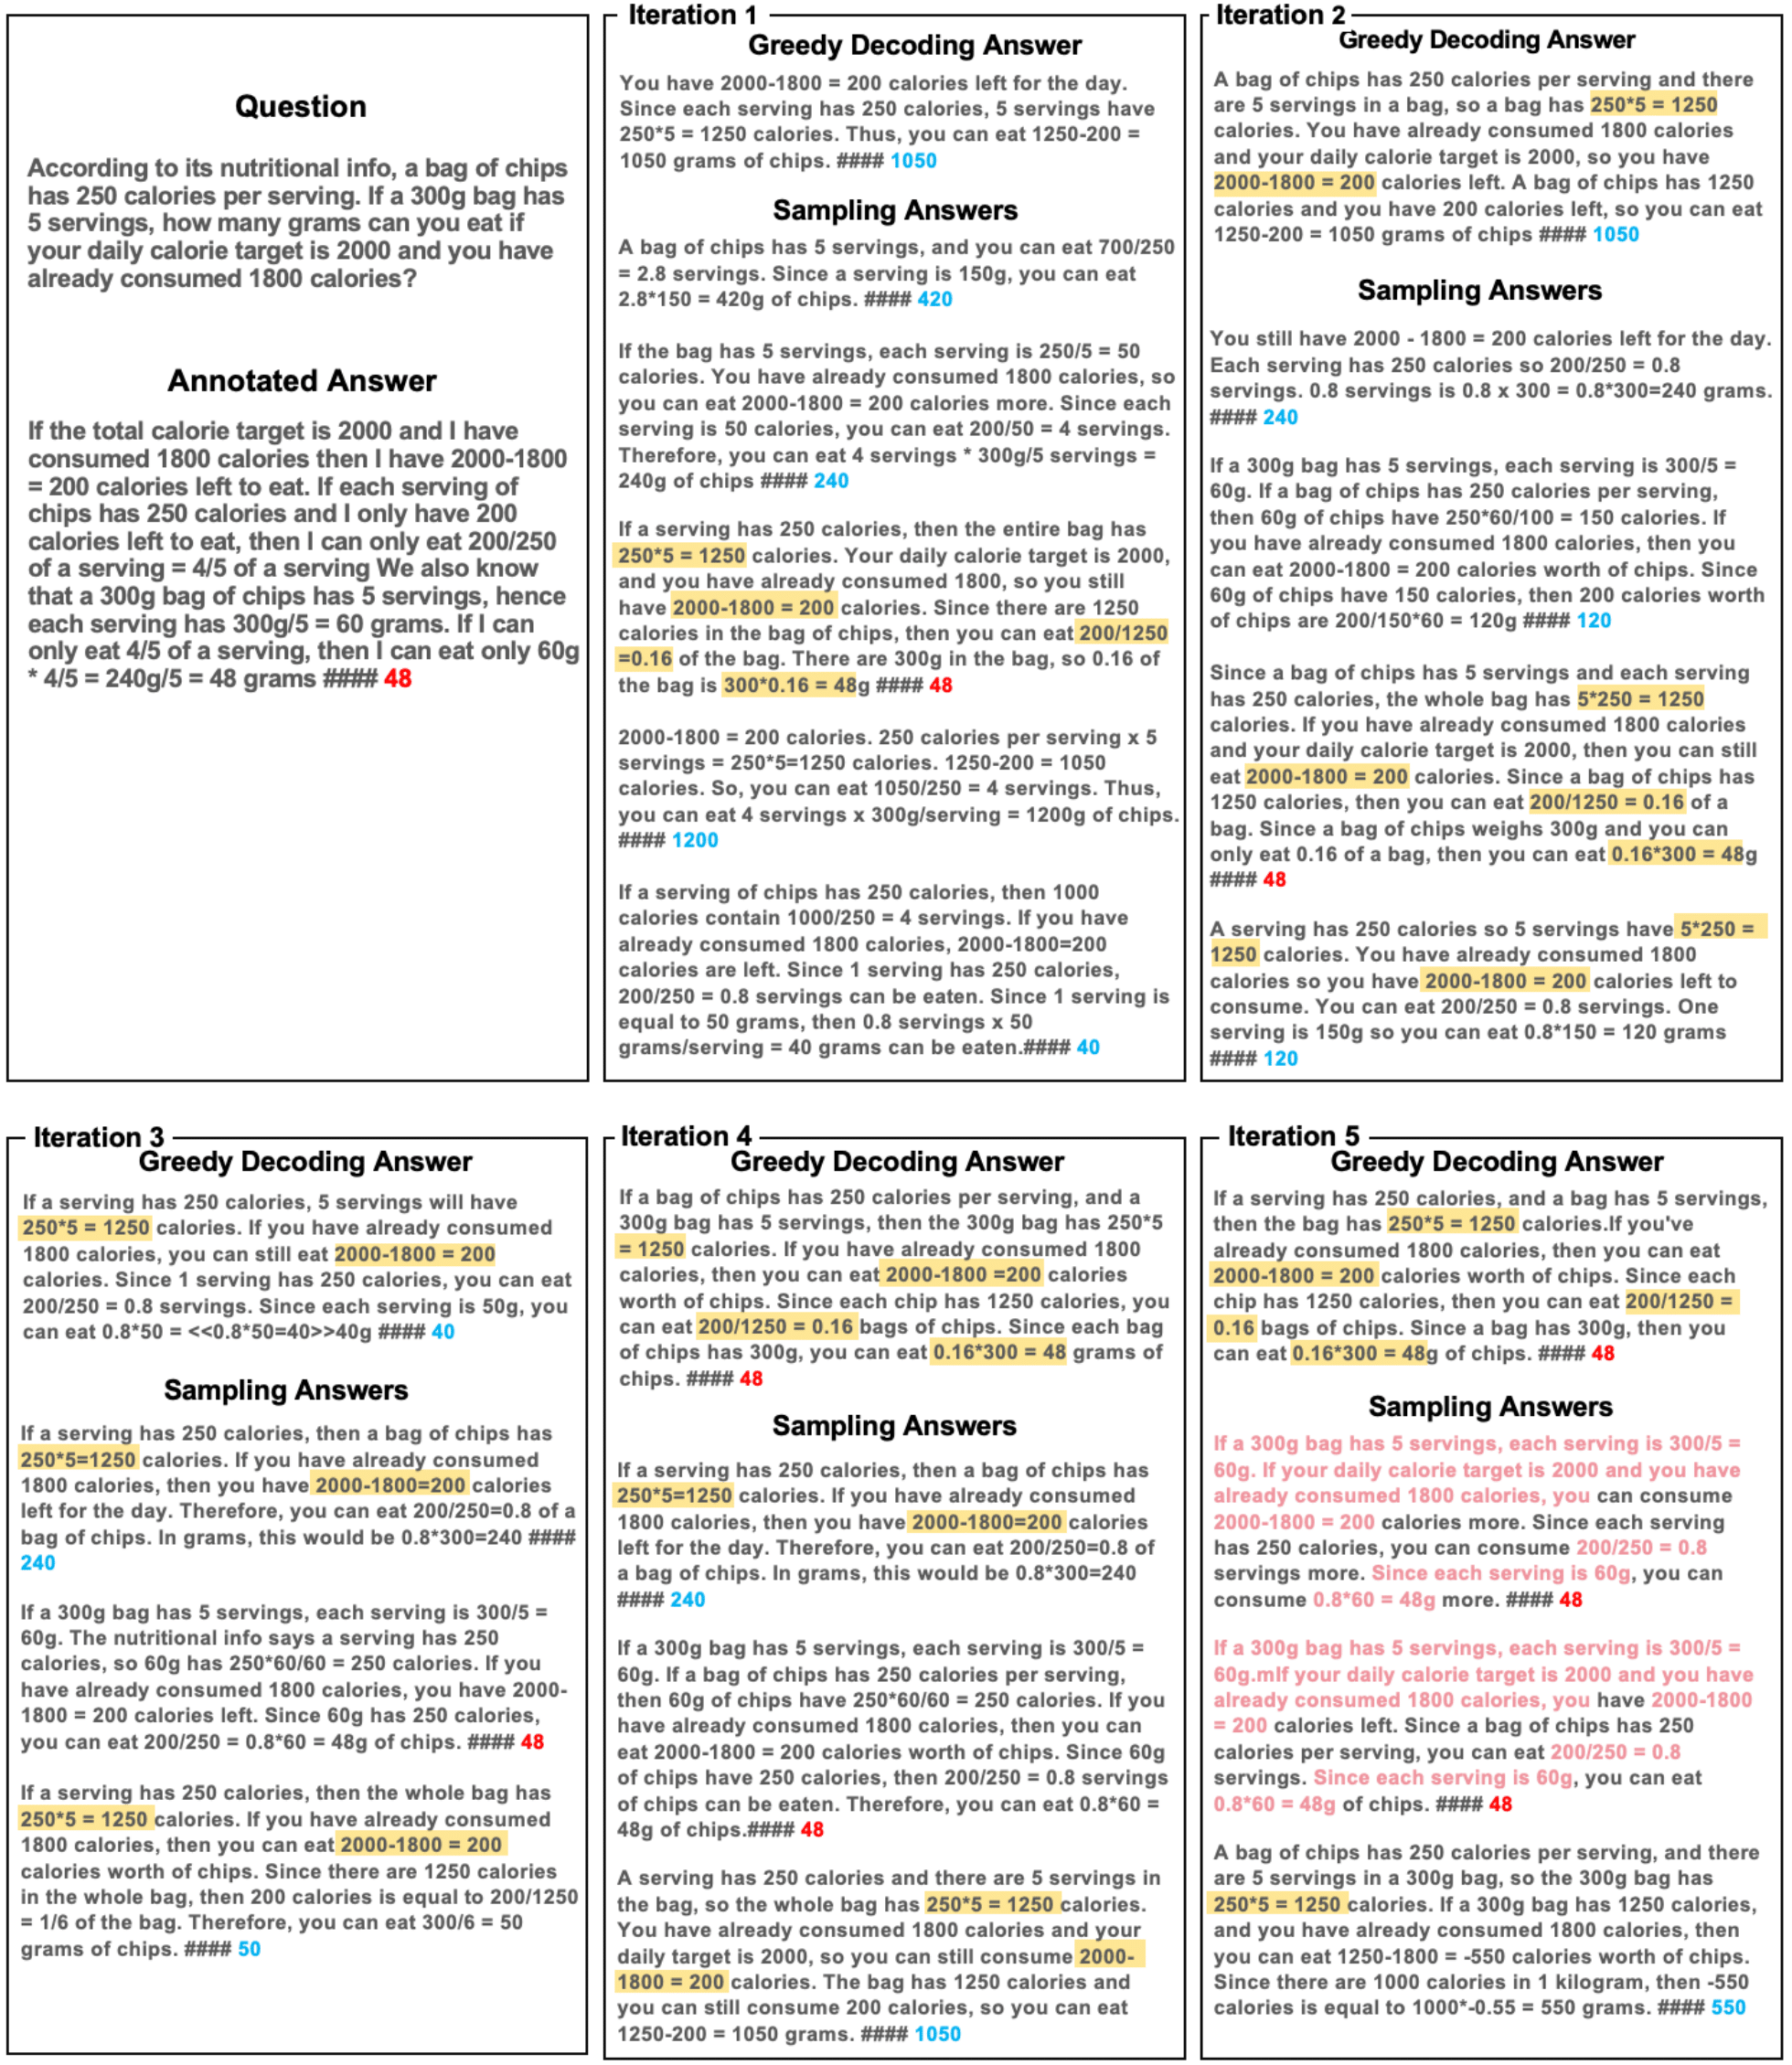 Question
According to its nutritional info, a bag of chips
has 250 calories per serving. If a 300g bag has
5 servings, how many grams can you eat if
your daily calorie target is 2000 and you have
already consumed 1800 calories?
Annotated Answer
If the total calorie target is 2000 and I have
consumed 1800 calories then I have 2000-1800
= 200 calories left to eat. If each serving of
chips has 250 calories and I only have 200
calories left to eat, then I can only eat 200/250
of a serving = 4/5 of a serving We also know
that a 300g bag of chips has 5 servings, hence
each serving has 300g/5 = 60 grams. If I can
only eat 4/5 of a serving, then I can eat only 60g
* 4/5 = 240g/5 = 48 grams #### 48
Iteration 1
Greedy Decoding Answer
You have 2000-1800 = 200 calories left for the day.
Since each serving has 250 calories, 5 servings have
250*5 = 1250 calories. Thus, you can eat 1250-200 =
1050 grams of chips. #### 1050
Sampling Answers
A bag of chips has 5 servings, and you can eat 700/250
= 2.8 servings. Since a serving is 150g, you can eat
2.8*150 = 420g of chips. #### 420
If the bag has 5 servings, each serving is 250/5 = 50
calories. You have already consumed 1800 calories, so
you can eat 2000-1800 = 200 calories more. Since each
serving is 50 calories, you can eat 200/50 = 4 servings.
Therefore, you can eat 4 servings * 300g/5 servings =
240g of chips #### 240
If a serving has 250 calories, then the entire bag has
250*5 = 1250 calories. Your daily calorie target is 2000,
and you have already consumed 1800, so you still
have 2000-1800 = 200 calories. Since there are 1250
calories in the bag of chips, then you can eat 200/1250
=0.16 of the bag. There are 300g in the bag, so 0.16 of
the bag is 300*0.16 = 48g #### 48
2000-1800 = 200 calories. 250 calories per serving x 5
servings = 250*5=1250 calories. 1250-200 = 1050
calories. So, you can eat 1050/250 = 4 servings. Thus,
you can eat 4 servings x 300g/serving = 1200g of chips.
#### 1200
If a serving of chips has 250 calories, then 1000
calories contain 1000/250 = 4 servings. If you have
already consumed 1800 calories, 2000-1800=200
calories are left. Since 1 serving has 250 calories,
200/250 = 0.8 servings can be eaten. Since 1 serving is
equal to 50 grams, then 0.8 servings x 50
grams/serving = 40 grams can be eaten.#### 40
Iteration 2
Greedy Decoding Answer
A bag of chips has 250 calories per serving and there
are 5 servings in a bag, so a bag has 250*5 = 1250
calories. You have already consumed 1800 calories
and your daily calorie target is 2000, so you have
2000-1800 = 200 calories left. A bag of chips has 1250
calories and you have 200 calories left, so you can eat
1250-200 = 1050 grams of chips #### 1050
Sampling Answers
You still have 2000 - 1800 = 200 calories left for the day.
Each serving has 250 calories so 200/250 = 0.8
servings. 0.8 servings is 0.8 x 300 = 0.8*300=240 grams.
#### 240
If a 300g bag has 5 servings, each serving is 300/5 =
60g. If a bag of chips has 250 calories per serving,
then 60g of chips have 250*60/100 = 150 calories. If
you have already consumed 1800 calories, then you
can eat 2000-1800 = 200 calories worth of chips. Since
60g of chips have 150 calories, then 200 calories worth
of chips are 200/150*60 = 120g #### 120
Since a bag of chips has 5 servings and each serving
has 250 calories, the whole bag has 5*250 = 1250
calories. If you have already consumed 1800 calories
and your daily calorie target is 2000, then you can still
eat 2000-1800 = 200 calories. Since a bag of chips has
1250 calories, then you can eat 200/1250 = 0.16 of a
bag. Since a bag of chips weighs 300g and you can
only eat 0.16 of a bag, then you can eat 0.16*300 = 48g
#### 48
A serving has 250 calories so 5 servings have 5*250 =
1250 calories. You have already consumed 1800
calories so you have 2000-1800 = 200 calories left to
consume. You can eat 200/250 = 0.8 servings. One
serving is 150g so you can eat 0.8*150 = 120 grams
#### 120
Iteration 3
Greedy Decoding Answer
If a serving has 250 calories, 5 servings will have
250*5 = 1250 calories. If you have already consumed
1800 calories, you can still eat 2000-1800 = 200
calories. Since 1 serving has 250 calories, you can eat
200/250 = 0.8 servings. Since each serving is 50g, you
can eat 0.8*50 = <<0.8*50=40>>40g #### 40
Sampling Answers
If a serving has 250 calories, then a bag of chips has
250*5=1250 calories. If you have already consumed
1800 calories, then you have 2000-1800=200 calories
left for the day. Therefore, you can eat 200/250=0.8 of a
bag of chips. In grams, this would be 0.8*300=240 ####
240
If a 300g bag has 5 servings, each serving is 300/5 =
60g. The nutritional info says a serving has 250
calories, so 60g has 250*60/60 = 250 calories. If you
have already consumed 1800 calories, you have 2000-
1800 = 200 calories left. Since 60g has 250 calories,
you can eat 200/250 = 0.8*60 = 48g of chips. #### 48
If a serving has 250 calories, then the whole bag has
250*5 = 1250 calories. If you have already consumed
1800 calories, then you can eat 2000-1800 = 200
calories worth of chips. Since there are 1250 calories
in the whole bag, then 200 calories is equal to 200/1250
= 1/6 of the bag. Therefore, you can eat 300/6 = 50
grams of chips. #### 50
Iteration 4
Greedy Decoding Answer
If a bag of chips has 250 calories per serving, and a
300g bag has 5 servings, then the 300g bag has 250*5
= 1250 calories. If you have already consumed 1800
calories, then you can eat 2000-1800 =200 calories
worth of chips. Since each chip has 1250 calories, you
can eat 200/1250 = 0.16 bags of chips. Since each bag
of chips has 300g, you can eat 0.16*300 = 48 grams of
chips. #### 48
Sampling Answers
If a serving has 250 calories, then a bag of chips has
250*5=1250 calories. If you have already consumed
1800 calories, then you have 2000-1800=200 calories
left for the day. Therefore, you can eat 200/250=0.8 of
a bag of chips. In grams, this would be 0.8*300=240
#### 240
If a 300g bag has 5 servings, each serving is 300/5 =
60g. If a bag of chips has 250 calories per serving,
then 60g of chips have 250*60/60 = 250 calories. If you
have already consumed 1800 calories, then you can
eat 2000-1800 = 200 calories worth of chips. Since 60g
of chips have 250 calories, then 200/250 = 0.8 servings
of chips can be eaten. Therefore, you can eat 0.8*60 =
48g of chips.#### 48
A serving has 250 calories and there are 5 servings in
the bag, so the whole bag has 250*5 = 1250 calories.
You have already consumed 1800 calories and your
daily target is 2000, so you can still consume 2000-
1800 = 200 calories. The bag has 1250 calories and
you can still consume 200 calories, so you can eat
1250-200 = 1050 grams. #### 1050
Iteration 5
Greedy Decoding Answer
If a serving has 250 calories, and a bag has 5 servings,
then the bag has 250*5 = 1250 calories.If you've
already consumed 1800 calories, then you can eat
2000-1800 = 200 calories worth of chips. Since each
chip has 1250 calories, then you can eat 200/1250 =
0.16 bags of chips. Since a bag has 300g, then you
can eat 0.16*300 = 48g of chips. #### 48
Sampling Answers
If a 300g bag has 5 servings, each serving is 300/5 =
60g. If your daily calorie target is 2000 and you have
already consumed 1800 calories, you can consume
2000-1800 = 200 calories more. Since each serving
has 250 calories, you can consume 200/250 = 0.8
servings more. Since each serving is 60g, you can
consume 0.8*60 = 48g more. #### 48
If a 300g bag has 5 servings, each serving is 300/5 =
60g.mIf your daily calorie target is 2000 and you have
already consumed 1800 calories, you have 2000-1800
= 200 calories left. Since a bag of chips has 250
calories per serving, you can eat 200/250 = 0.8
servings. Since each serving is 60g, you can eat
0.8*60 = 48g of chips. #### 48
A bag of chips has 250 calories per serving, and there
are 5 servings in a 300g bag, so the 300g bag has
250*5 = 1250 calories. If a 300g bag has 1250 calories,
and you have already consumed 1800 calories, then
you can eat 1250-1800 = -550 calories worth of chips.
Since there are 1000 calories in 1 kilogram, then -550
calories is equal to 1000*-0.55 = 550 grams. #### 550